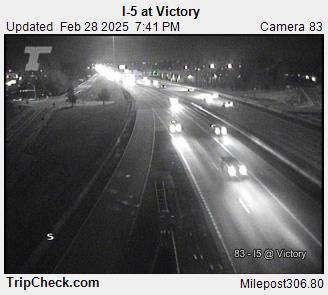 I-5 at Victory
Updated  Feb 28 2025  7:41 PM
Camera 83
T
S
83 - I5 @ Victory
TripCheck.com
Milepost306.80